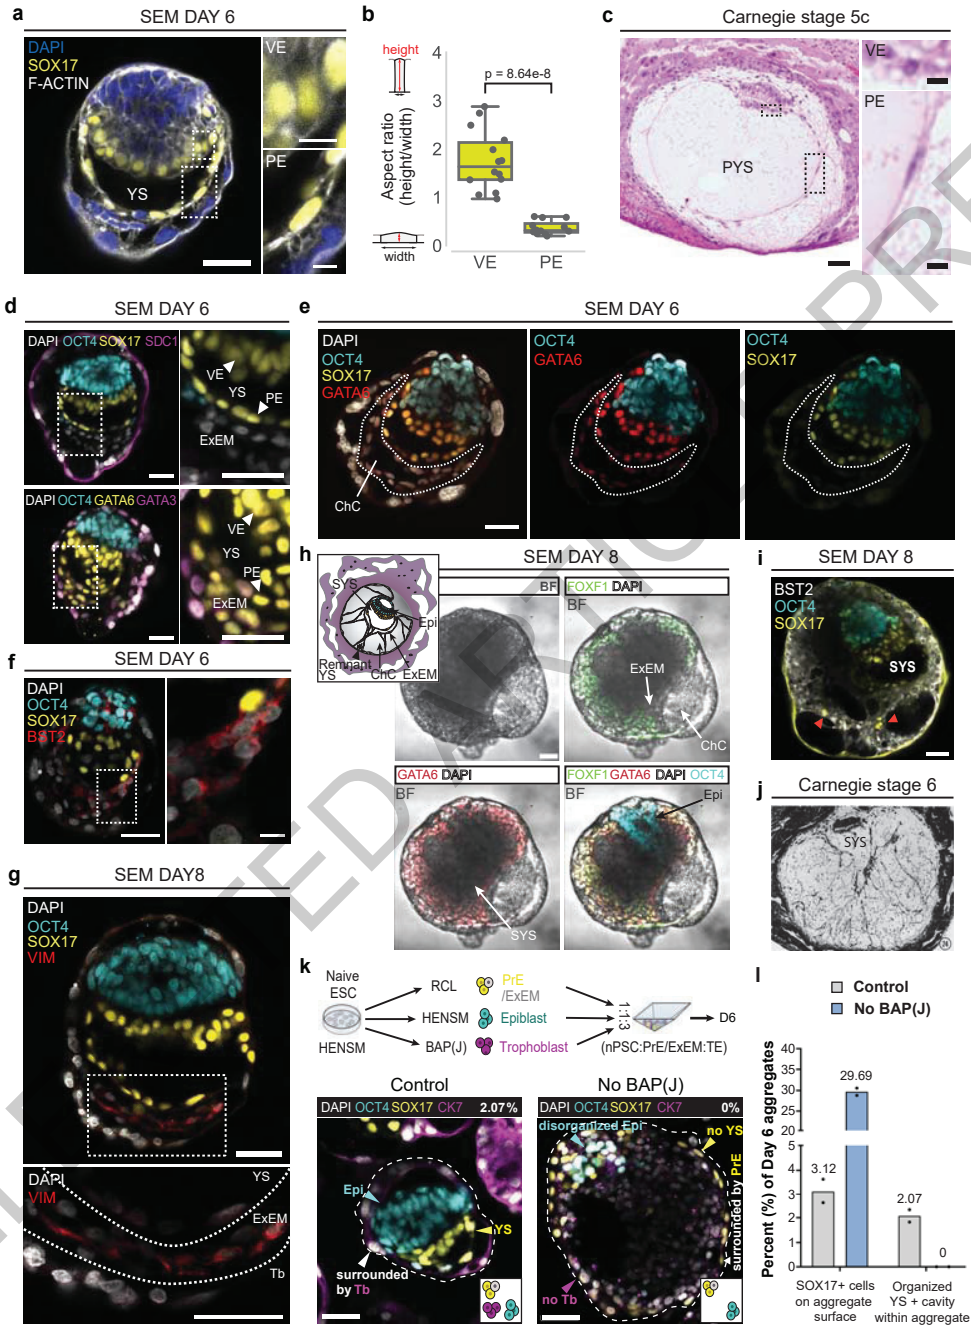 a
SEM DAY 6
DAPI
SOX17
F-ACTIN
VE
PE
YS
b
height
width
Aspect ratio
(height/width)
p = 8.64e-8
4
3
2
1
0
VE PE
c
Carnegie stage 5c
PYS
VE
PE
d
SEM DAY 6
DAPI OCT4 SOX17 SDC1
VE
YS
PE
ExEM
DAPI OCT4 GATA6 GATA3
VE
YS
PE
ExEM
e
SEM DAY 6
DAPI
OCT4
SOX17
GATA6
ChC
OCT4
GATA6
OCT4
SOX17
f
SEM DAY 6
DAPI
OCT4
SOX17
BST2
g
SEM DAY8
DAPI
OCT4
SOX17
VIM
DAPI
VIM
YS
ExEM
Tb
h
SEM DAY 8
SYS
Epi
Remnant
YS
ChC ExEM
BF
FOXF1 DAPI
BF
ExEM
ChC
GATA6 DAPI
BF
SYS
FOXF1 GATA6 DAPI OCT4
BF
Epi
i
SEM DAY 8
BST2
OCT4
SOX17
SYS
j
Carnegie stage 6
SYS
k
Naive
ESC
HENSM
RCL
HENSM
BAP(J)
PrE
/ExEM
Epiblast
Trophoblast
1:1:3
(nPSC:PrE/ExEM:TE)
D6
Control
DAPI OCT4 SOX17 CK7 2.07%
Epi
YS
surrounded
by Tb
No BAP(J)
DAPI OCT4 SOX17 CK7 0%
disorganized Epi
no YS
surrounded by PrE
no Tb
l
Control
No BAP(J)
Percent (%) of Day 6 aggregates
40
35
30
25
20
5
4
3
2
1
0
3.12
29.69
2.07
0
SOX17+ cells
on aggregate
surface
Organized
YS + cavity
within aggregate